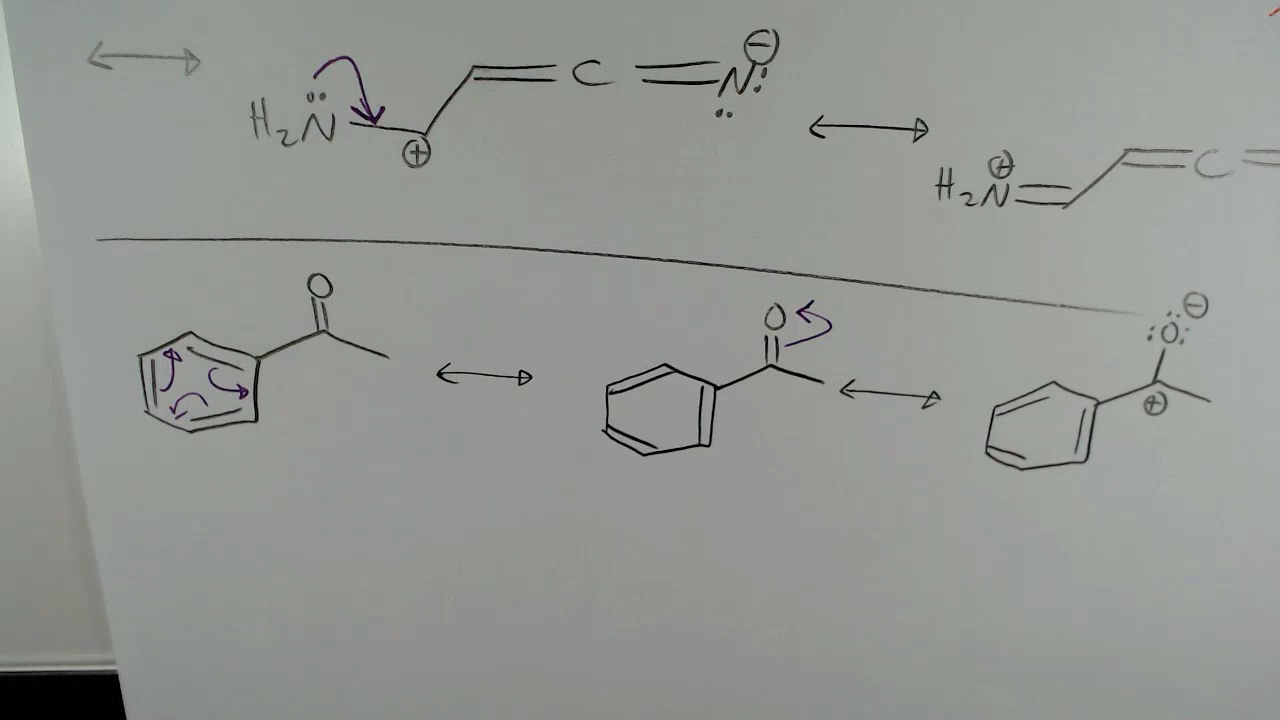 H₂N̈ ⊕ C N̈: ⊖
H₂N ⊕ C
O O :Ö: ⊖
⊕